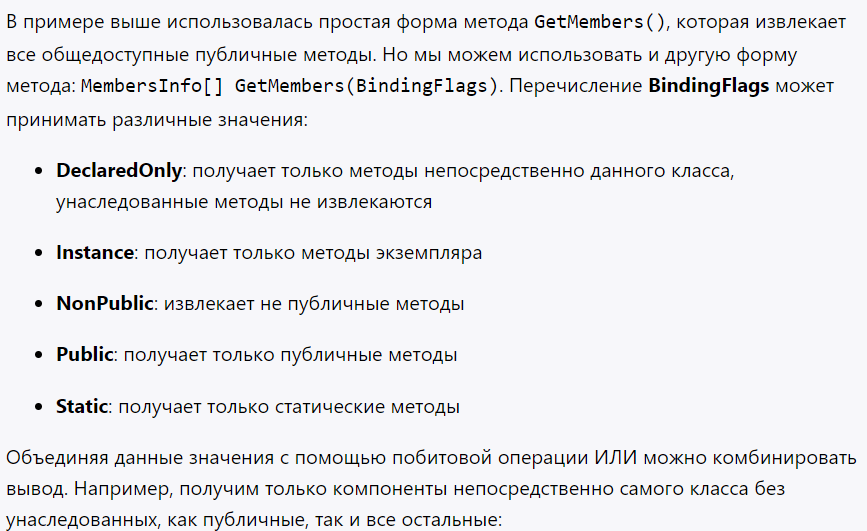 В примере выше использовалась простая форма метода GetMembers(), которая извлекает
все общедоступные публичные методы. Но мы можем использовать и другую форму
метода: MembersInfo[] GetMembers(BindingFlags). Перечисление BindingFlags может
принимать различные значения:
• DeclaredOnly: получает только методы непосредственно данного класса,
унаследованные методы не извлекаются
• Instance: получает только методы экземпляра
• NonPublic: извлекает не публичные методы
• Public: получает только публичные методы
• Static: получает только статические методы
Объединяя данные значения с помощью побитовой операции ИЛИ можно комбинировать
вывод. Например, получим только компоненты непосредственно самого класса без
унаследованных, как публичные, так и все остальные: